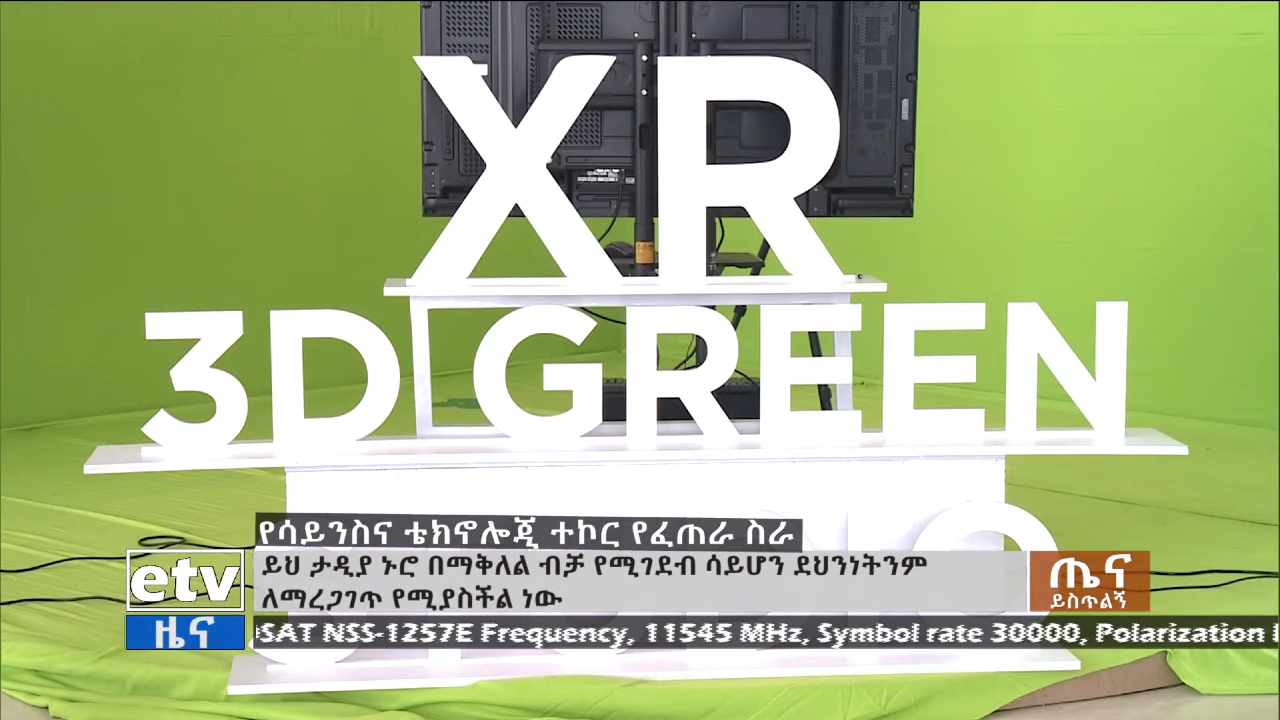 XR
3D GREEN
የሳይንስና ቴክኖሎጂ ተኮር የፈጠራ ስራ
etv
ይህ ታዲያ ኑሮ በማቅለል ብቻ የሚገደብ ሳይሆን ደህንነትንም
ለማረጋገጥ የሚያስችል ነው
ጤና
ይስጥልኝ
ዜና
SAT NSS-1257E Frequency, 11545 MHz, Symbol rate 30000, Polarization